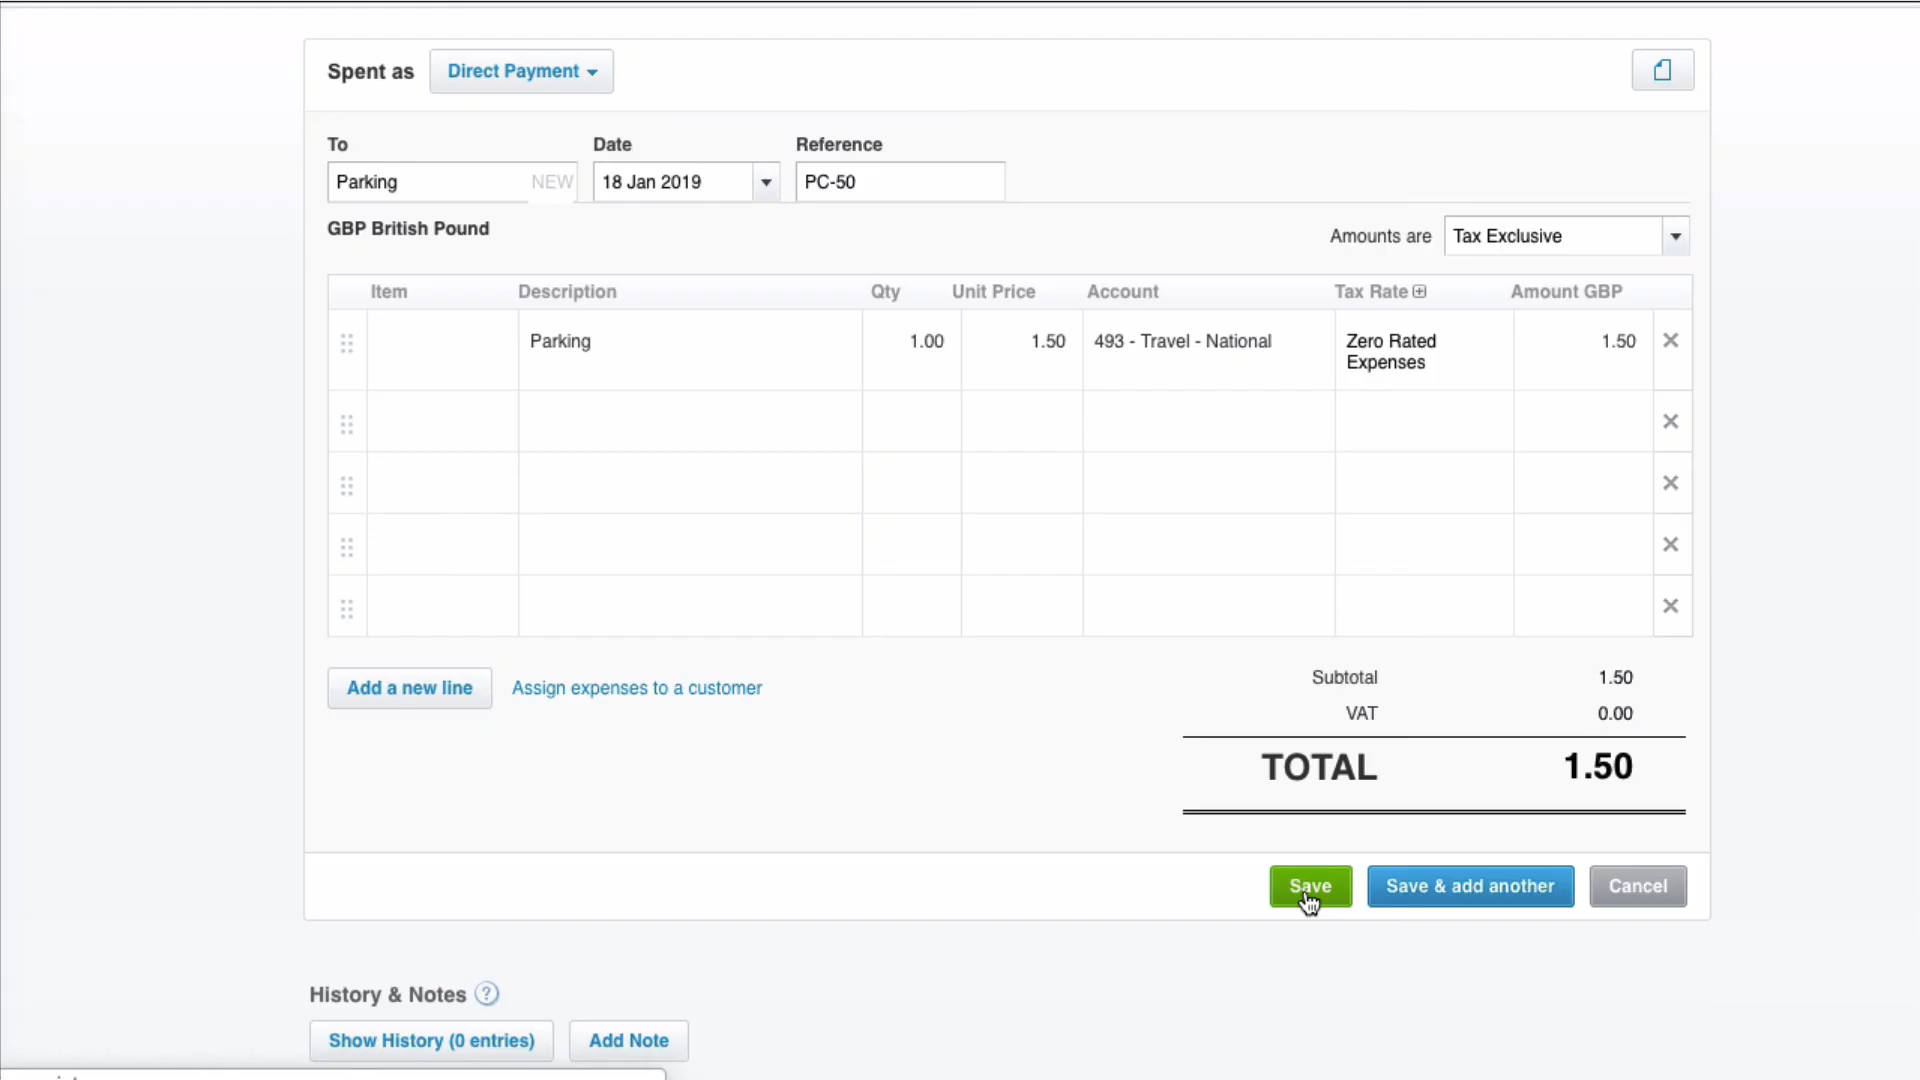 Spent as Direct Payment
To Date Reference
Parking NEW 18 Jan 2019 PC-50
GBP British Pound
Amounts are Tax Exclusive
Item Description Qty Unit Price Account Tax Rate Amount GBP
Parking 1.00 1.50 493 - Travel - National Zero Rated 1.50
Expenses
Add a new line Assign expenses to a customer
Subtotal 1.50
VAT 0.00
TOTAL 1.50
Save Save & add another Cancel
History & Notes ?
Show History (0 entries) Add Note